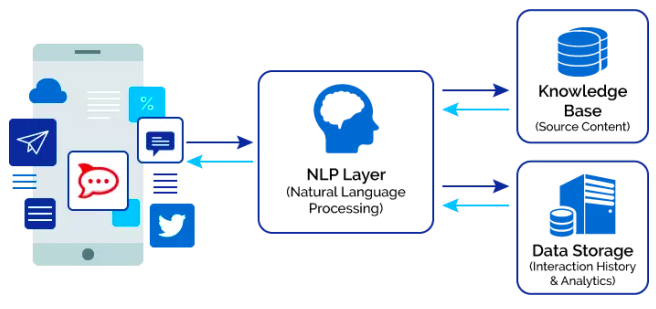 %
NLP Layer
(Natural Language
Processing)
Knowledge
Base
(Source Content)
Data Storage
(Interaction History
& Analytics)